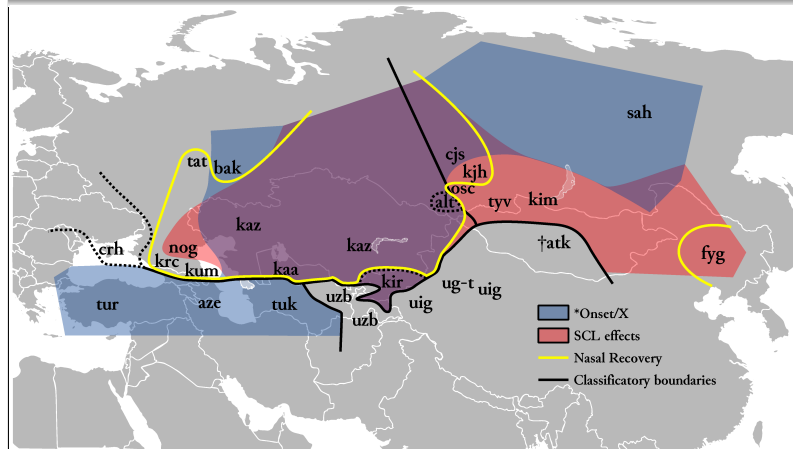 sah
cjs
tat
bak
kjh
osc
alt
tyv
kim
kaz
nog
kaz
†atk
crh
fyg
krc
kum
kaa
kir
ug-t
uig
tur
aze
tuk
uzb
uig
uzb
*Onset/X
SCL effects
Nasal Recovery
Classificatory boundaries